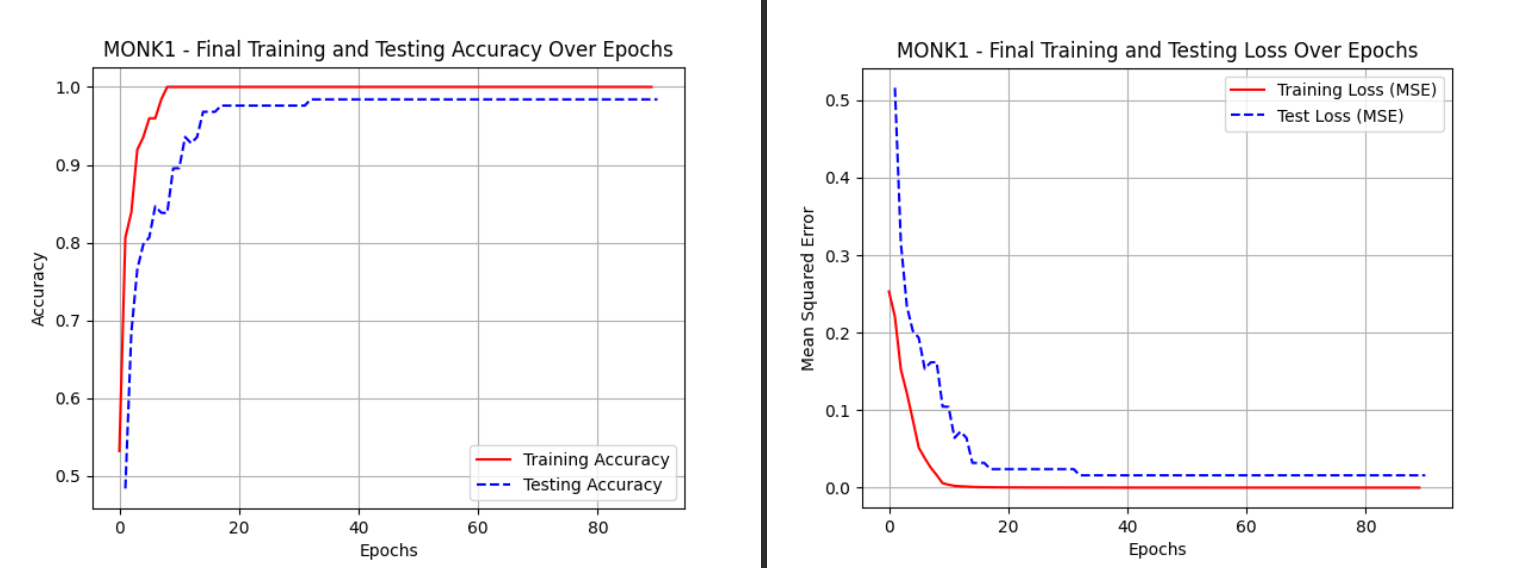 MONK1 - Final Training and Testing Accuracy Over Epochs
1.0
0.9
0.8
0.7
0.6
0.5
Accuracy
Training Accuracy
Testing Accuracy
0 20 40 60 80
Epochs
MONK1 - Final Training and Testing Loss Over Epochs
Training Loss (MSE)
Test Loss (MSE)
0.5
0.4
0.3
0.2
0.1
0.0
Mean Squared Error
0 20 40 60 80
Epochs